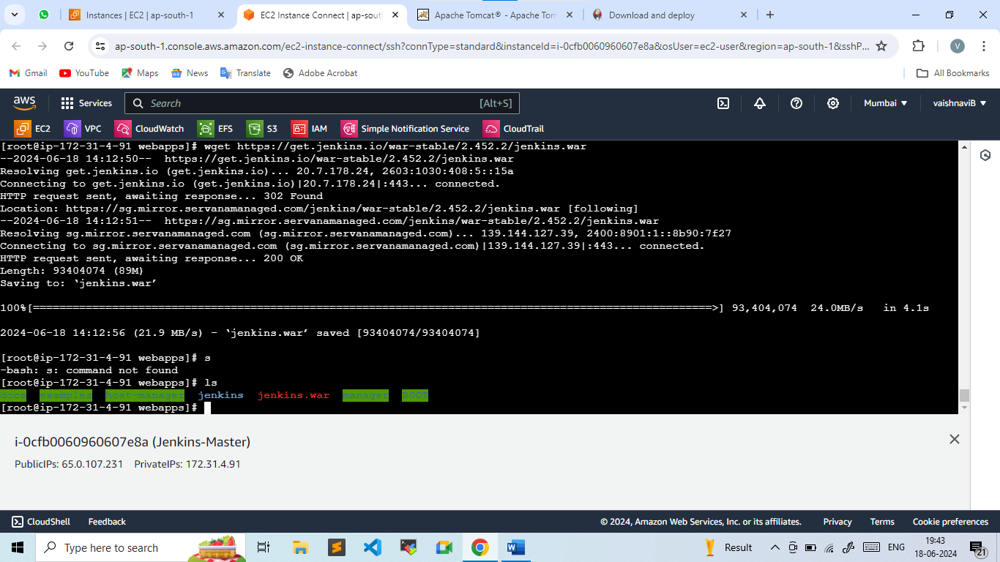 Instances | EC2 | ap-south-1
EC2 Instance Connect | ap-sout
Apache Tomcat® - Apache Tom
Download and deploy
ap-south-1.console.aws.amazon.com/ec2-instance-connect/ssh?connType=standard&instanceId=i-0cfb0060960607e8a&osUser=ec2-user&region=ap-south-1&sshP...
V
Gmail
YouTube
Maps
News
Translate
Adobe Acrobat
All Bookmarks
aws
Services
Search
[Alt+S]
Mumbai
vaishnaviB
EC2
VPC
CloudWatch
EFS
S3
IAM
Simple Notification Service
CloudTrail
[root@ip-172-31-4-91 webapps]# wget https://get.jenkins.io/war-stable/2.452.2/jenkins.war
--2024-06-18 14:12:50--  https://get.jenkins.io/war-stable/2.452.2/jenkins.war
Resolving get.jenkins.io (get.jenkins.io)... 20.7.178.24, 2603:1030:408:5::15a
Connecting to get.jenkins.io (get.jenkins.io)|20.7.178.24|:443... connected.
HTTP request sent, awaiting response... 302 Found
Location: https://sg.mirror.servanamanaged.com/jenkins/war-stable/2.452.2/jenkins.war [following]
--2024-06-18 14:12:51--  https://sg.mirror.servanamanaged.com/jenkins/war-stable/2.452.2/jenkins.war
Resolving sg.mirror.servanamanaged.com (sg.mirror.servanamanaged.com)... 139.144.127.39, 2400:8901:1::8b90:7f27
Connecting to sg.mirror.servanamanaged.com (sg.mirror.servanamanaged.com)|139.144.127.39|:443... connected.
HTTP request sent, awaiting response... 200 OK
Length: 93404074 (89M)
Saving to: ‘jenkins.war’
100%[=======================================================================================================>] 93,404,074  24.0MB/s   in 4.1s
2024-06-18 14:12:56 (21.9 MB/s) - ‘jenkins.war’ saved [93404074/93404074]
[root@ip-172-31-4-91 webapps]# s
-bash: s: command not found
[root@ip-172-31-4-91 webapps]# ls
docs  examples  host-manager  jenkins  jenkins.war  manager  ROOT
[root@ip-172-31-4-91 webapps]#
i-0cfb0060960607e8a (Jenkins-Master)
PublicIPs: 65.0.107.231    PrivateIPs: 172.31.4.91
CloudShell
Feedback
© 2024, Amazon Web Services, Inc. or its affiliates.
Privacy
Terms
Cookie preferences
Type here to search
Result
ENG
19:43
18-06-2024
21